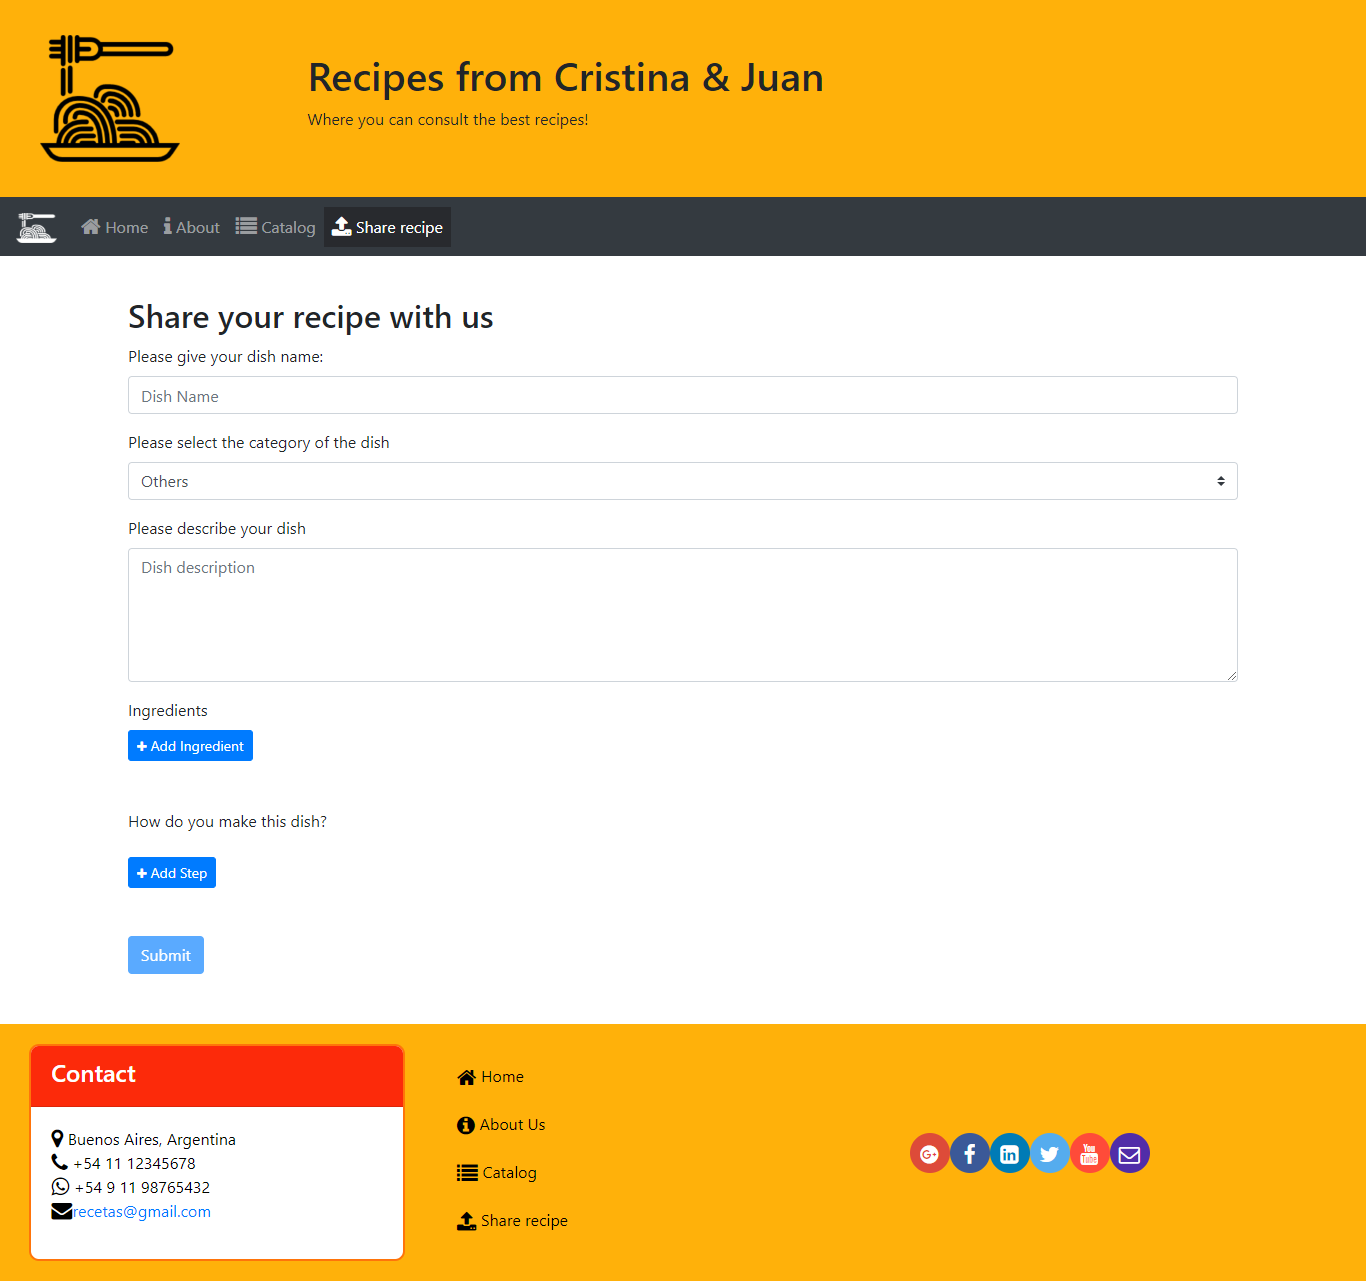 Recipes from Cristina & Juan
Where you can consult the best recipes!
Home About Catalog Share recipe
Share your recipe with us
Please give your dish name:
Dish Name
Please select the category of the dish
Others
Please describe your dish
Dish description
Ingredients
Add Ingredient
How do you make this dish?
Add Step
Submit
Contact
Buenos Aires, Argentina
+54 11 12345678
+54 9 11 98765432
recetas@gmail.com
Home
About Us
Catalog
Share recipe
G+ f in You Tube